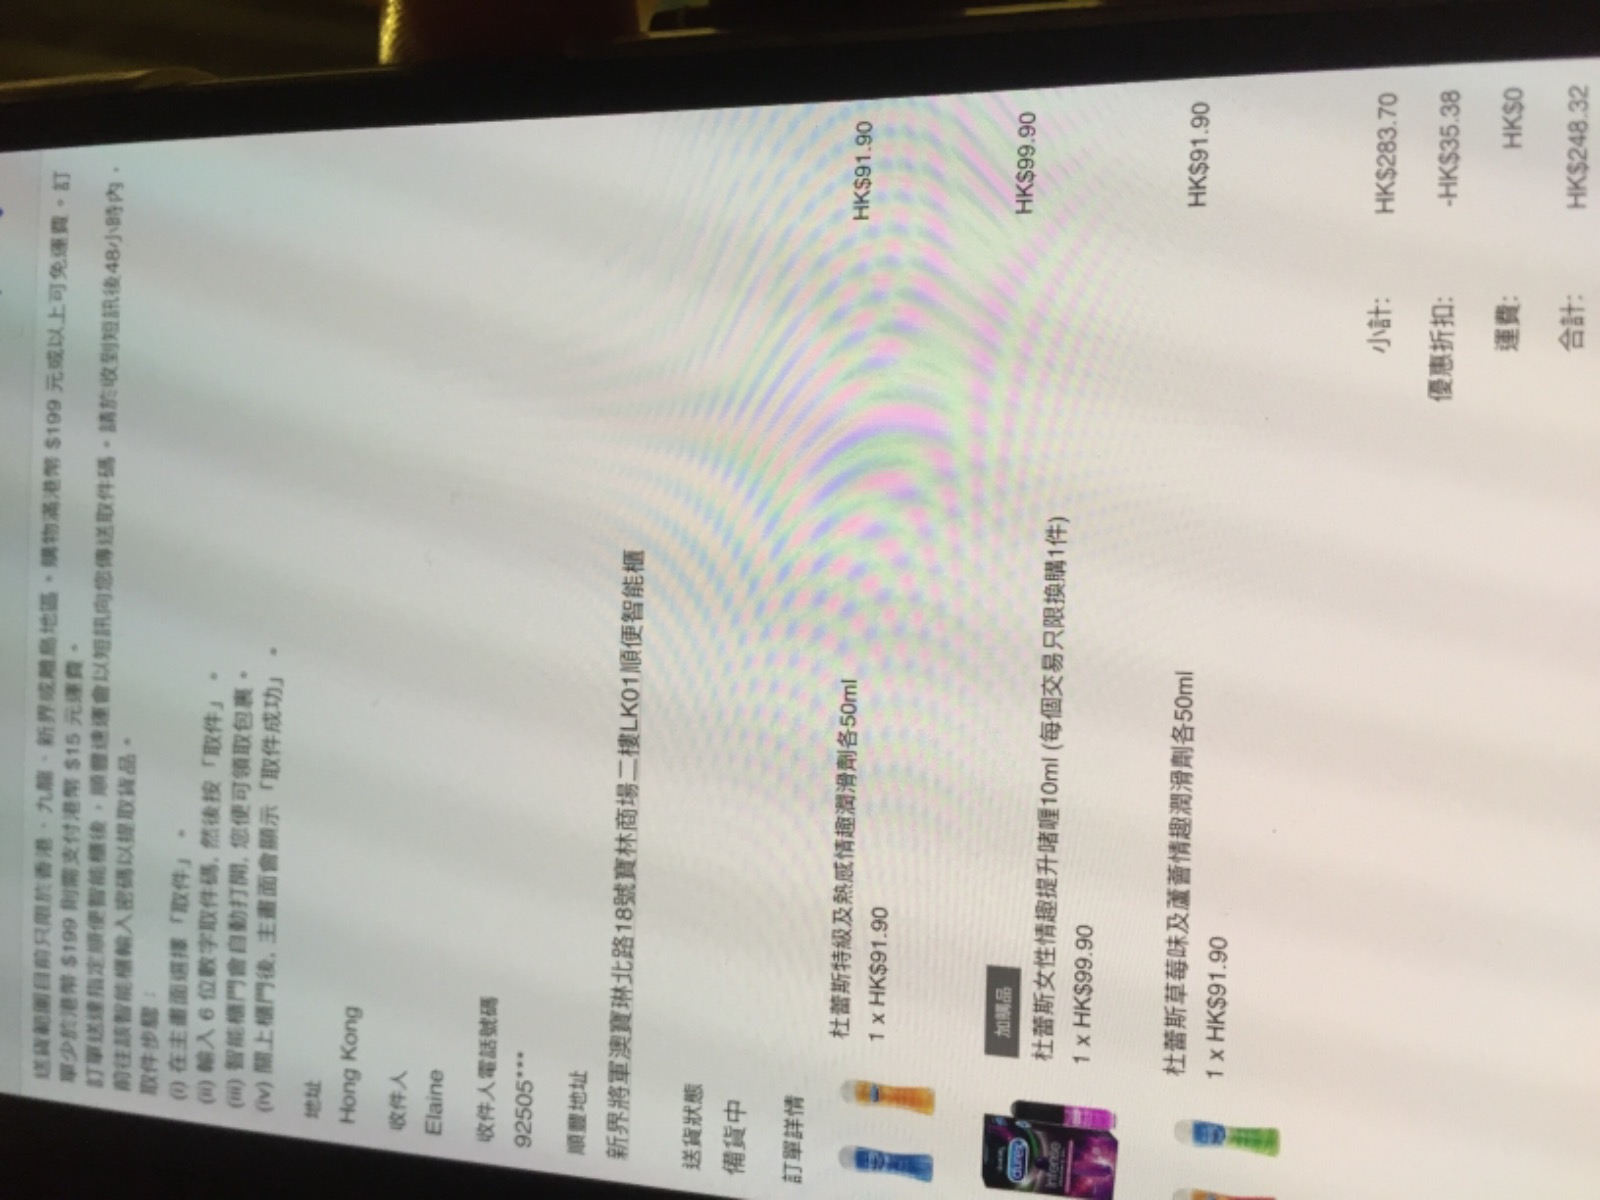 送貨範圍目前只限於香港、九龍、新界或離島地區。購物滿港幣 $199 元或以上可免運費。訂
單少於港幣 $199 則需支付港幣 $15 元運費。
訂單送達指定順便智能櫃後，順豐速運會以短訊向您傳送取件碼。請於收到短訊後48小時內，
前往該智能櫃輸入密碼以提取貨品。
取件步驟：
(i) 在主畫面選擇「取件」。
(ii) 輸入 6 位數字取件碼, 然後按「取件」。
(iii) 智能櫃門會自動打開, 您便可領取包裹。
(iv) 關上櫃門後, 主畫面會顯示「取件成功」。
地址
Hong Kong
收件人
Elaine
收件人電話號碼
92505***
順豐地址
新界將軍澳寶琳北路18號寶林商場二樓LK01順便智能櫃
送貨狀態
備貨中
訂單詳情
杜蕾斯特級及熱感情趣潤滑劑各50ml
HK$91.90
1 x HK$91.90
加購品
杜蕾斯女性情趣提升啫喱10ml (每個交易只限換購1件)
HK$99.90
1 x HK$99.90
durex
intense
杜蕾斯草莓味及蘆薈情趣潤滑劑各50ml
HK$91.90
1 x HK$91.90
小計: HK$283.70
優惠折扣: -HK$35.38
運費: HK$0
合計: HK$248.32